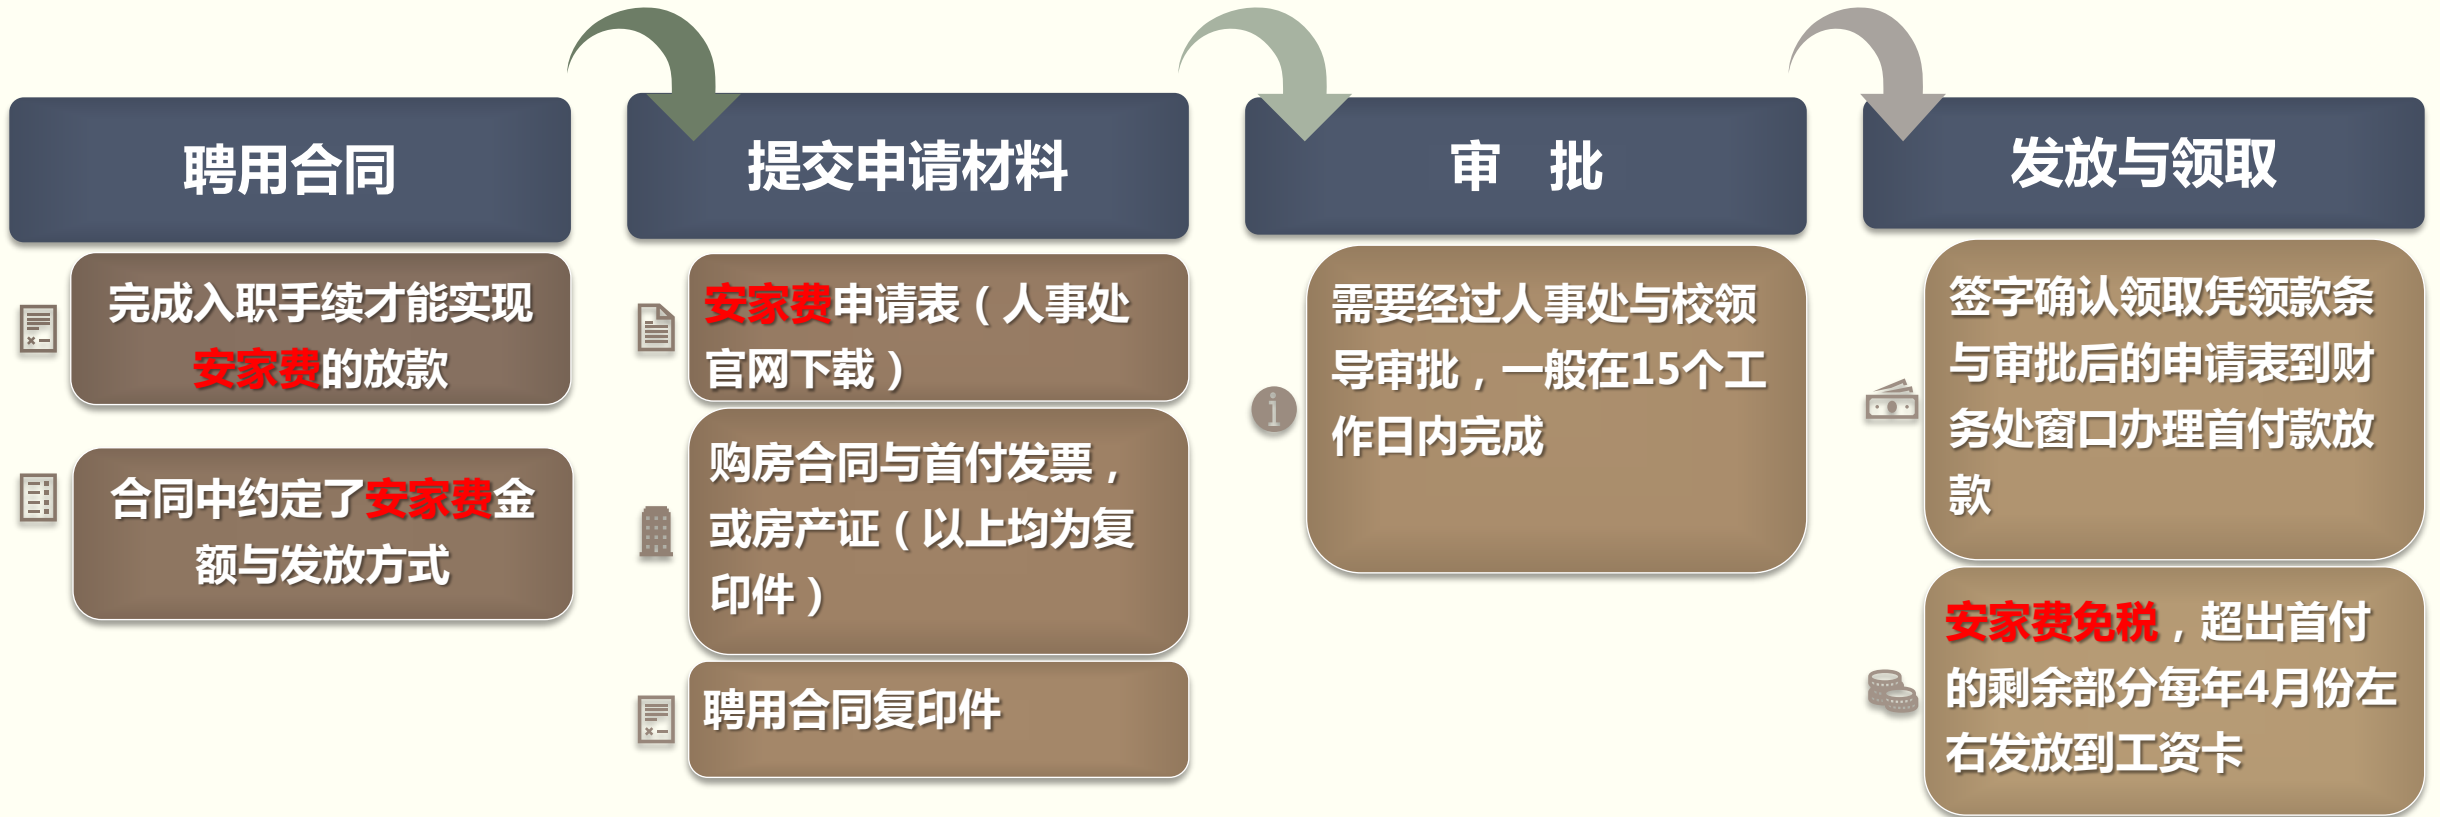 聘用合同
完成入职手续才能实现
安家费的放款
合同中约定了安家费金
额与发放方式
提交申请材料
安家费申请表（人事处
官网下载）
购房合同与首付发票，
或房产证（以上均为复
印件）
聘用合同复印件
审 批
需要经过人事处与校领
导审批，一般在15个工
作日内完成
发放与领取
签字确认领取凭领款条
与审批后的申请表到财
务处窗口办理首付款放
款
安家费免税，超出首付
的剩余部分每年4月份左
右发放到工资卡